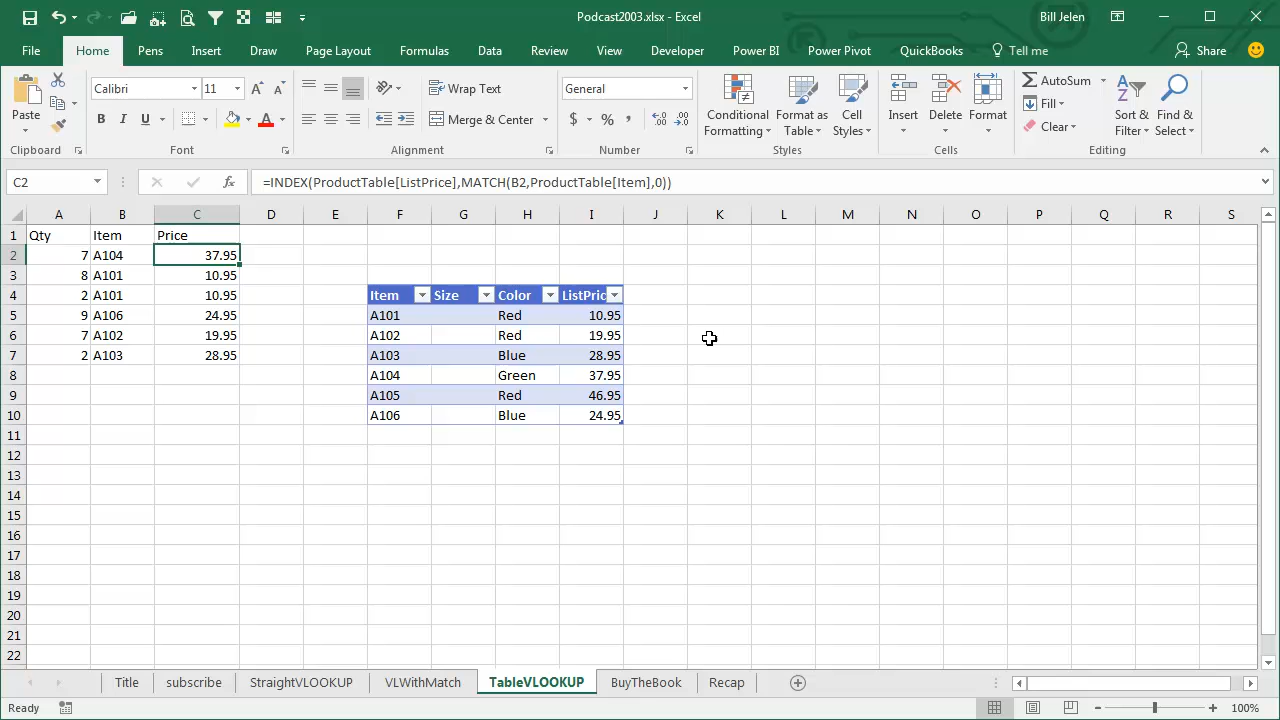 Podcast2003.xlsx - Excel
Bill Jelen
File Home Pens Insert Draw Page Layout Formulas Data Review View Developer Power BI Power Pivot QuickBooks Tell me Share
Paste
Clipboard
Calibri 11
B I U
Font
Wrap Text
Merge & Center
Alignment
General
$ % ,
Number
Conditional Formatting
Format as Table
Cell Styles
Styles
Insert Delete Format
Cells
AutoSum
Fill
Clear
Sort & Filter
Find & Select
Editing
C2 fx =INDEX(ProductTable[ListPrice],MATCH(B2,ProductTable[Item],0))
A B C D E F G H I J K L M N O P Q R S
1 Qty Item Price
2 7 A104 37.95
3 8 A101 10.95
4 2 A101 10.95 Item Size Color ListPric
5 9 A106 24.95 A101 Red 10.95
6 7 A102 19.95 A102 Red 19.95
7 2 A103 28.95 A103 Blue 28.95
8 A104 Green 37.95
9 A105 Red 46.95
10 A106 Blue 24.95
11
12
13
14
15
16
17
18
19
20
21
22
Title subscribe StraightVLOOKUP VLWithMatch TableVLOOKUP BuyTheBook Recap
Ready 100%